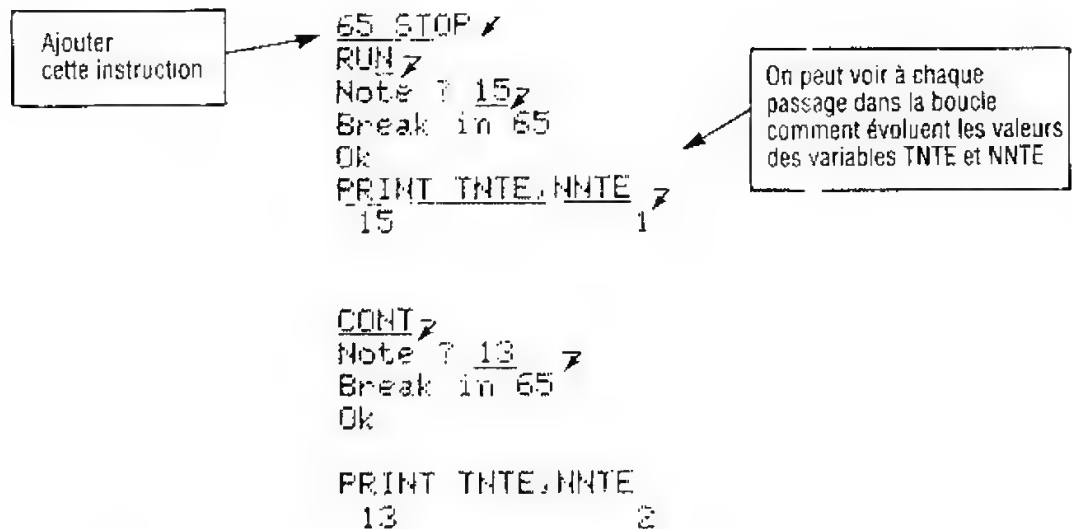 Ajouter
cette instruction
65 STOP
RUN
Note ? 15
Break in 65
Ok
PRINT TNTE,NNTE
15 1
On peut voir à chaque
passage dans la boucle
comment évoluent les valeurs
des variables TNTE et NNTE
CONT
Note ? 13
Break in 65
Ok
PRINT TNTE,NNTE
13 2